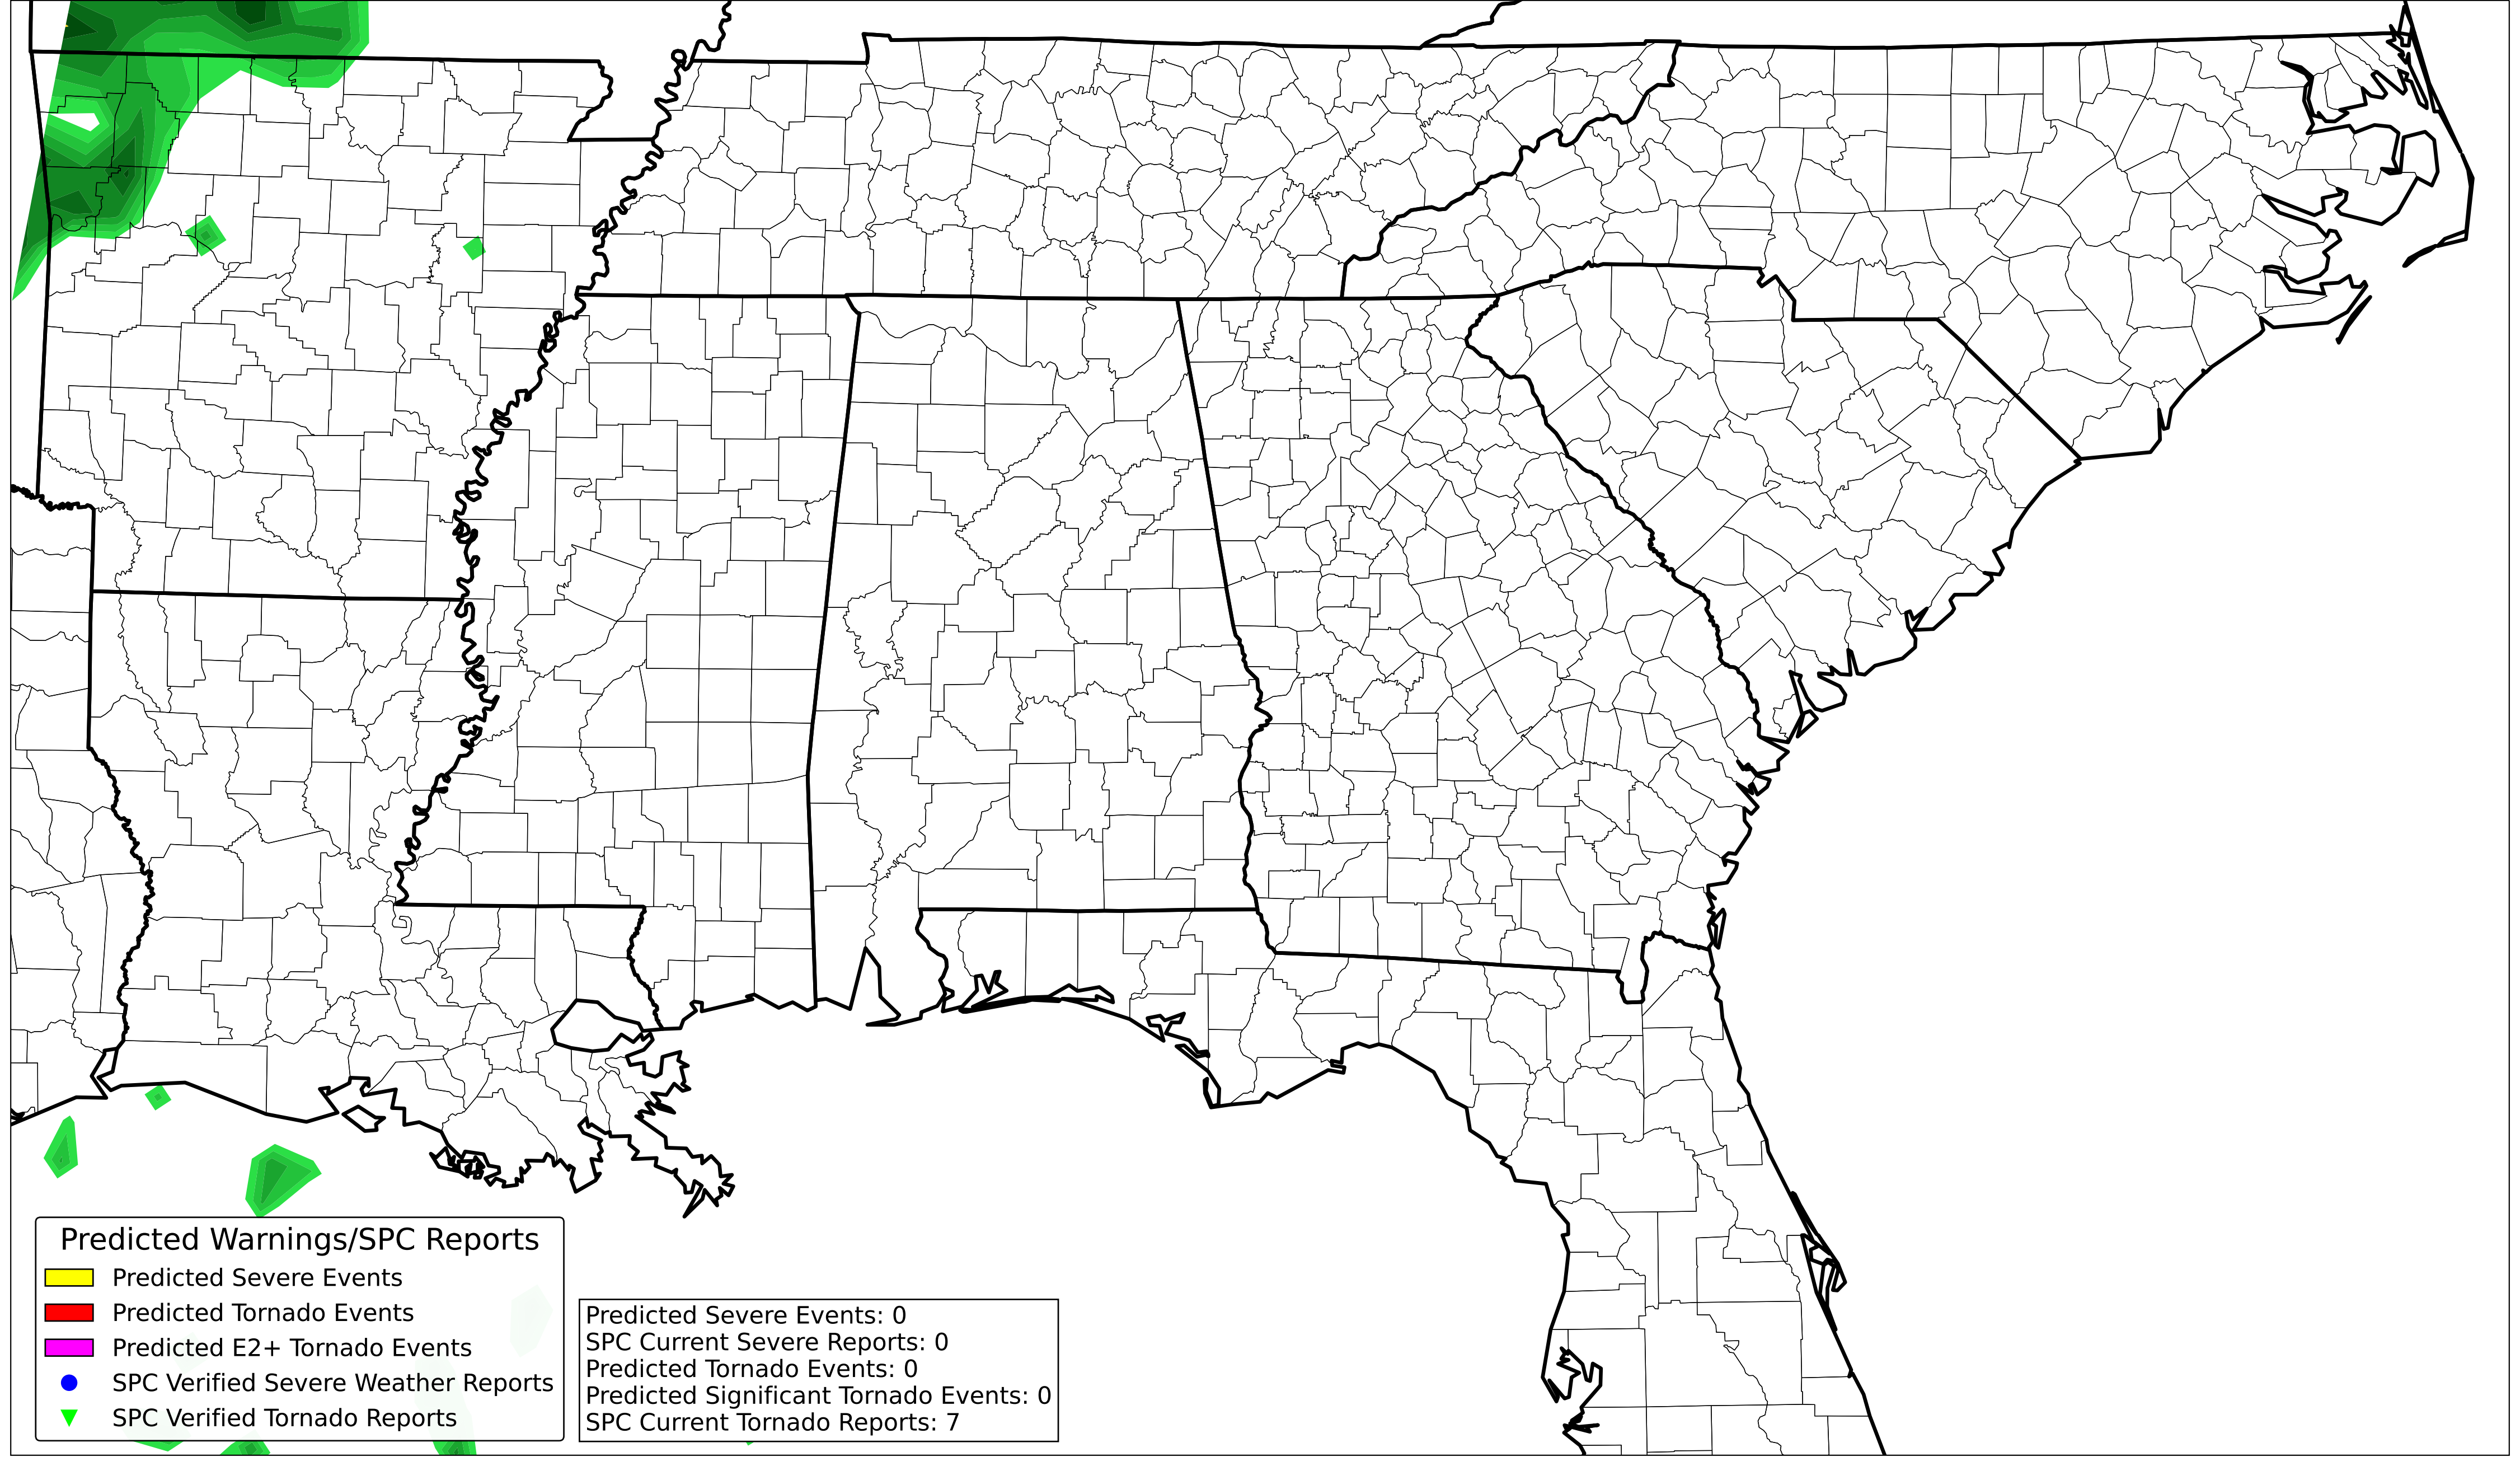 Predicted Warnings/SPC Reports
Predicted Severe Events
Predicted Tornado Events
Predicted E2+ Tornado Events
SPC Verified Severe Weather Reports
SPC Verified Tornado Reports
Predicted Severe Events: 0
SPC Current Severe Reports: 0
Predicted Tornado Events: 0
Predicted Significant Tornado Events: 0
SPC Current Tornado Reports: 7